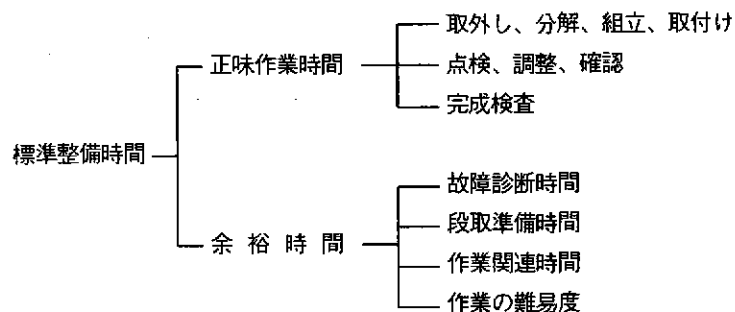 取外し、分解、組立、取付け
正味作業時間
点検、調整、確認
完成検査
標準整備時間
故障診断時間
段取準備時間
余裕時間
作業関連時間
作業の難易度